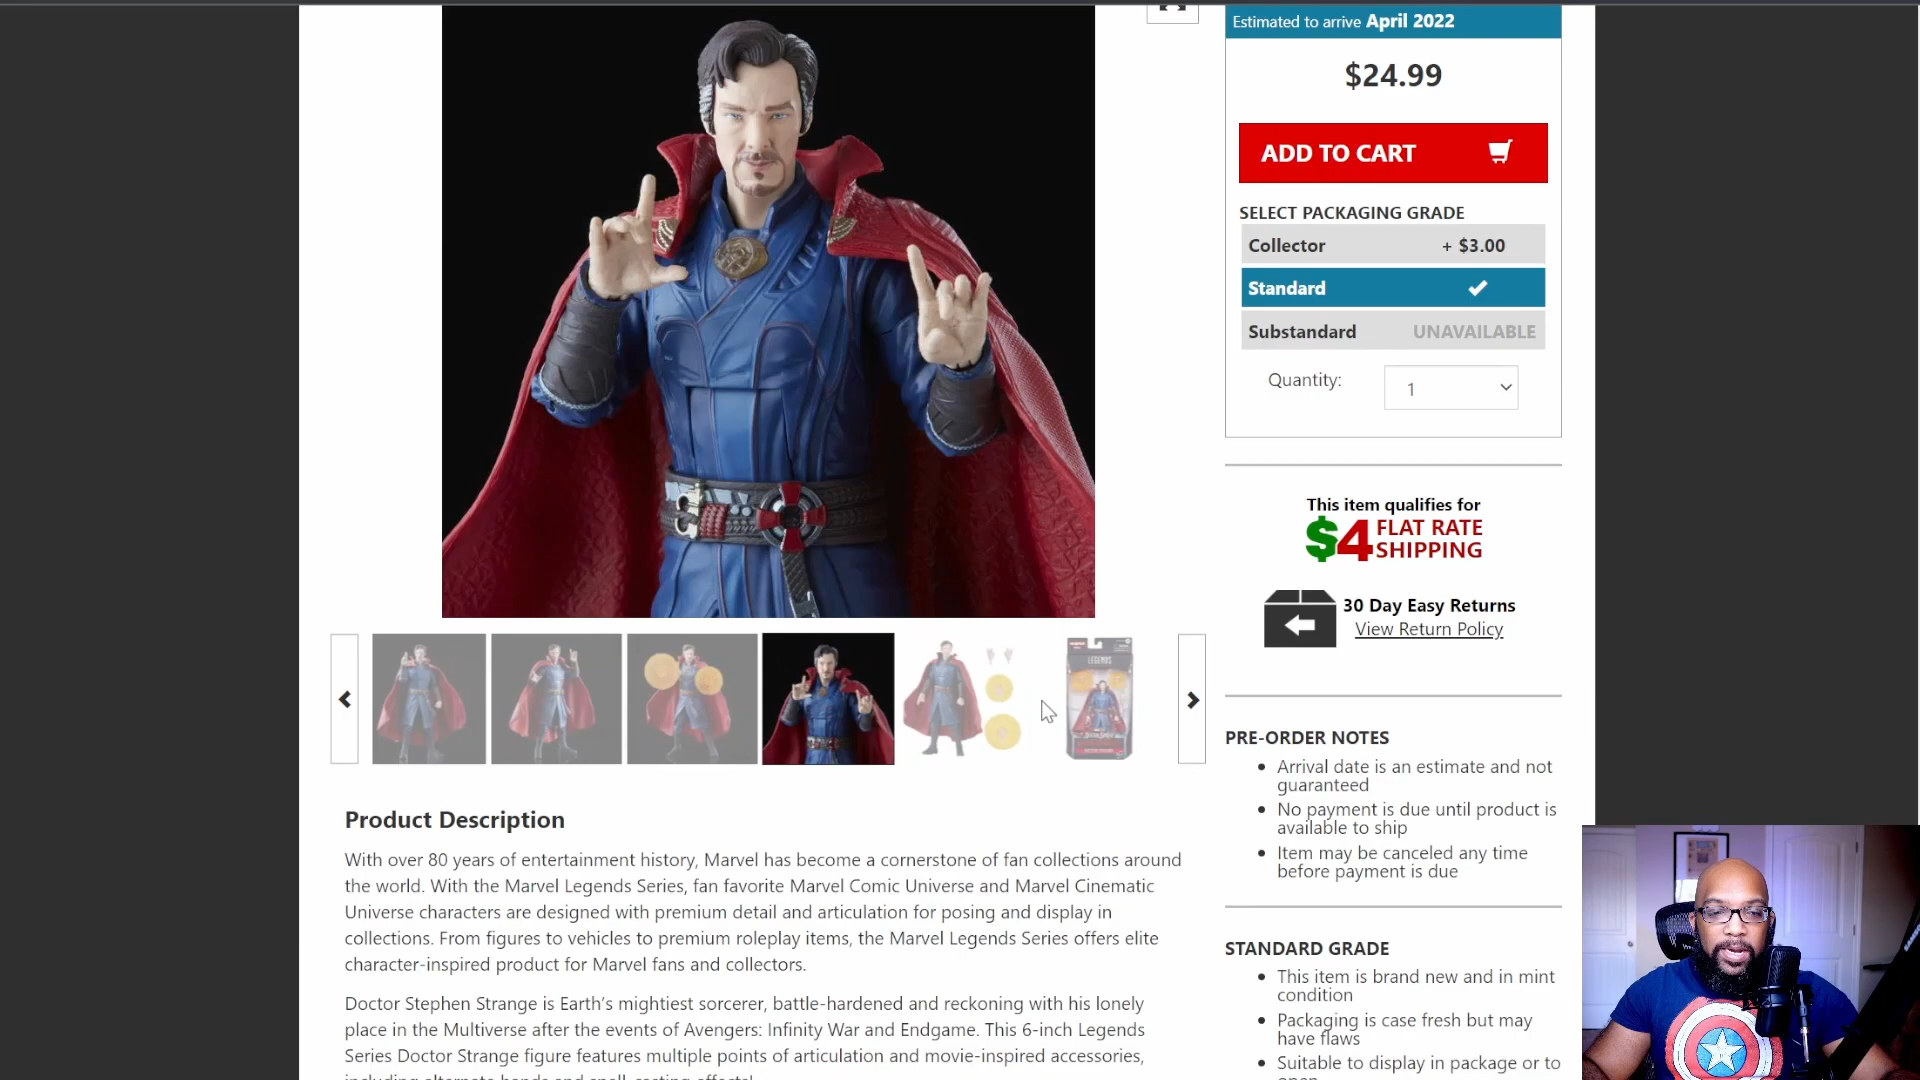 Estimated to arrive April 2022
$24.99
ADD TO CART
SELECT PACKAGING GRADE
Collector + $3.00
Standard
Substandard UNAVAILABLE
Quantity: 1
This item qualifies for
$4 FLAT RATE
SHIPPING
30 Day Easy Returns
View Return Policy
LEGENDS
Product Description
With over 80 years of entertainment history, Marvel has become a cornerstone of fan collections around
the world. With the Marvel Legends Series, fan favorite Marvel Comic Universe and Marvel Cinematic
Universe characters are designed with premium detail and articulation for posing and display in
collections. From figures to vehicles to premium roleplay items, the Marvel Legends Series offers elite
character-inspired product for Marvel fans and collectors.
Doctor Stephen Strange is Earth's mightiest sorcerer, battle-hardened and reckoning with his lonely
place in the Multiverse after the events of Avengers: Infinity War and Endgame. This 6-inch Legends
Series Doctor Strange figure features multiple points of articulation and movie-inspired accessories,
including alternate hands and spell-casting effects!
PRE-ORDER NOTES
Arrival date is an estimate and not
guaranteed
No payment is due until product is
available to ship
Item may be canceled any time
before payment is due
STANDARD GRADE
This item is brand new and in mint
condition
Packaging is case fresh but may
have flaws
Suitable to display in package or to
open